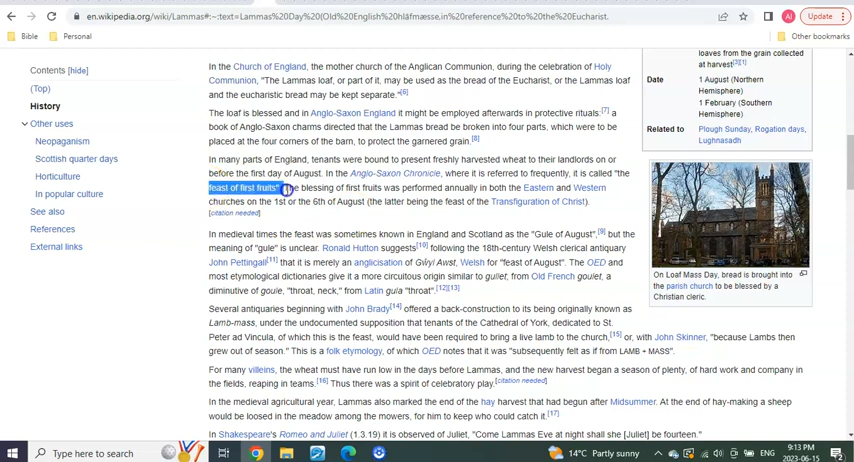 en.wikipedia.org/wiki/Lammas#:~:text=Lammas%20Day%20(Old%20English%20hláfmæsse,in%20reference%20to%20the%20Eucharist.
AI
Update
Bible
Personal
Other bookmarks
Contents [hide]
(Top)
History
Other uses
Neopaganism
Scottish quarter days
Horticulture
In popular culture
See also
References
External links
In the Church of England, the mother church of the Anglican Communion, during the celebration of Holy
Communion, "The Lammas loaf, or part of it, may be used as the bread of the Eucharist, or the Lammas loaf
and the eucharistic bread may be kept separate."[6]
The loaf is blessed and in Anglo-Saxon England it might be employed afterwards in protective rituals:[7] a
book of Anglo-Saxon charms directed that the Lammas bread be broken into four parts, which were to be
placed at the four corners of the barn, to protect the garnered grain.[8]
In many parts of England, tenants were bound to present freshly harvested wheat to their landlords on or
before the first day of August. In the Anglo-Saxon Chronicle, where it is referred to frequently, it is called "the
feast of first fruits". The blessing of first fruits was performed annually in both the Eastern and Western
churches on the 1st or the 6th of August (the latter being the feast of the Transfiguration of Christ).
[citation needed]
In medieval times the feast was sometimes known in England and Scotland as the "Gule of August",[9] but the
meaning of "gule" is unclear. Ronald Hutton suggests[10] following the 18th-century Welsh clerical antiquary
John Pettingall[11] that it is merely an anglicisation of Gŵyl Awst, Welsh for "feast of August". The OED and
most etymological dictionaries give it a more circuitous origin similar to gullet; from Old French goulet, a
diminutive of goule, "throat, neck," from Latin gula "throat".[12][13]
Several antiquaries beginning with John Brady[14] offered a back-construction to its being originally known as
Lamb-mass, under the undocumented supposition that tenants of the Cathedral of York, dedicated to St.
Peter ad Vincula, of which this is the feast, would have been required to bring a live lamb to the church,[15] or, with John Skinner, "because Lambs then
grew out of season." This is a folk etymology, of which OED notes that it was "subsequently felt as if from LAMB + MASS".
For many villeins, the wheat must have run low in the days before Lammas, and the new harvest began a season of plenty, of hard work and company in
the fields, reaping in teams.[16] Thus there was a spirit of celebratory play.[citation needed]
In the medieval agricultural year, Lammas also marked the end of the hay harvest that had begun after Midsummer. At the end of hay-making a sheep
would be loosed in the meadow among the mowers, for him to keep who could catch it.[17]
In Shakespeare's Romeo and Juliet (1.3.19) it is observed of Juliet, "Come Lammas Eve at night shall she [Juliet] be fourteen."
loaves from the grain collected
at harvest[3][1]
Date
1 August (Northern
Hemisphere)
1 February (Southern
Hemisphere)
Related to
Plough Sunday, Rogation days,
Lughnasadh
On Loaf Mass Day, bread is brought into
the parish church to be blessed by a
Christian cleric.
Type here to search
14°C Partly sunny
ENG
9:13 PM
2023-06-15
2